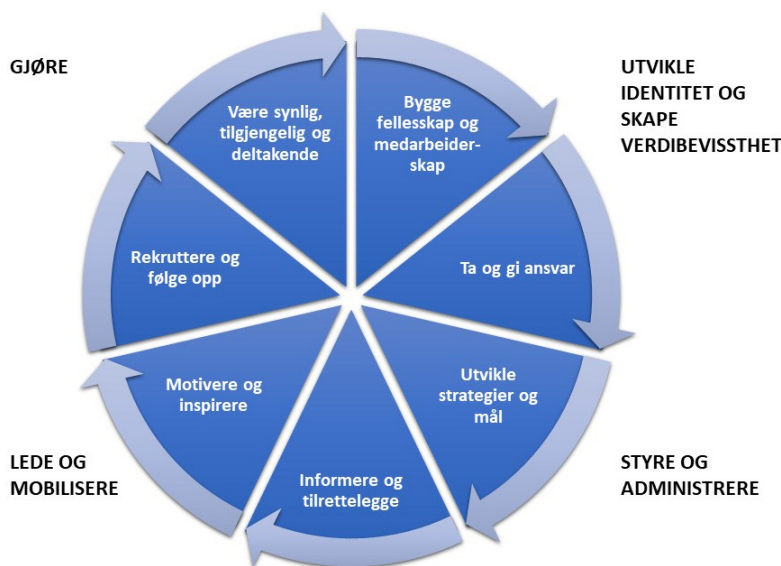 GJØRE
UTVIKLE
IDENTITET OG
SKAPE
VERDIBEVISSTHET
Være synlig,
tilgjengelig og
deltakende
Bygge
fellesskap og
medarbeider-
skap
Rekruttere og
følge opp
Ta og gi ansvar
Motivere og
inspirere
Utvikle
strategier og
mål
Informere og
tilrettelegge
LEDE OG
MOBILISERE
STYRE OG
ADMINISTRERE